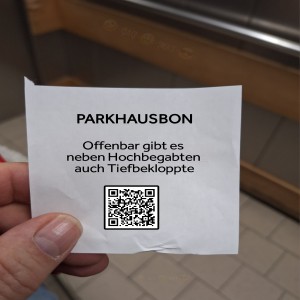 PARKHAUSBON
Offenbar gibt es
neben Hochbegabten
auch Tiefbekloppte